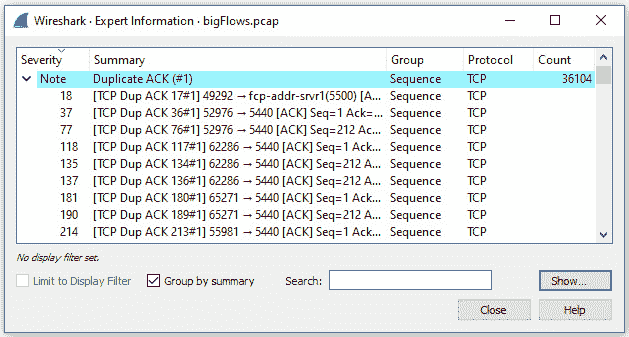 Wireshark · Expert Information · bigFlows.pcap
Severity Summary Group Protocol Count
Note Duplicate ACK (#1) Sequence TCP 36104
18 [TCP Dup ACK 17#1] 49292 → fcp-addr-srvr1(5500) [A... Sequence TCP
37 [TCP Dup ACK 36#1] 52976 → 5440 [ACK] Seq=1 Ack=... Sequence TCP
77 [TCP Dup ACK 76#1] 52976 → 5440 [ACK] Seq=212 Ac... Sequence TCP
118 [TCP Dup ACK 117#1] 62286 → 5440 [ACK] Seq=1 Ack... Sequence TCP
135 [TCP Dup ACK 134#1] 62286 → 5440 [ACK] Seq=212 A... Sequence TCP
137 [TCP Dup ACK 136#1] 62286 → 5440 [ACK] Seq=212 A... Sequence TCP
181 [TCP Dup ACK 180#1] 65271 → 5440 [ACK] Seq=1 Ack... Sequence TCP
190 [TCP Dup ACK 189#1] 65271 → 5440 [ACK] Seq=212 A... Sequence TCP
214 [TCP Dup ACK 213#1] 55981 → 5440 [ACK] Seq=1 Ack... Sequence TCP
No display filter set.
Limit to Display Filter Group by summary Search: Show...
Close Help